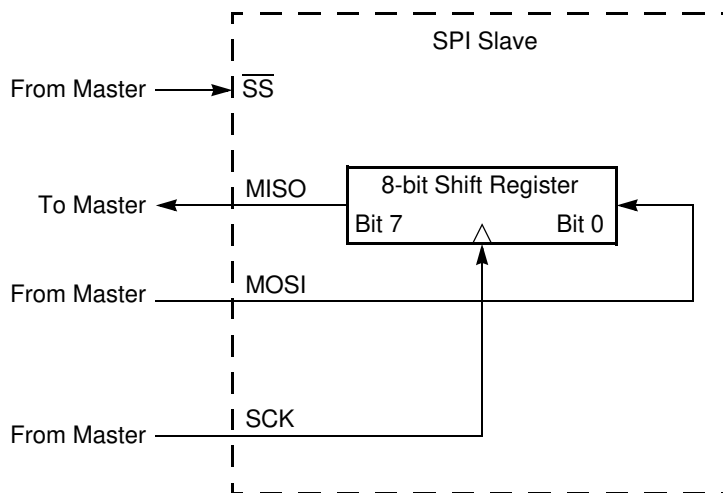 SPI Slave
From Master
S̅S̅
To Master
MISO
8-bit Shift Register
Bit 7
Bit 0
From Master
MOSI
From Master
SCK